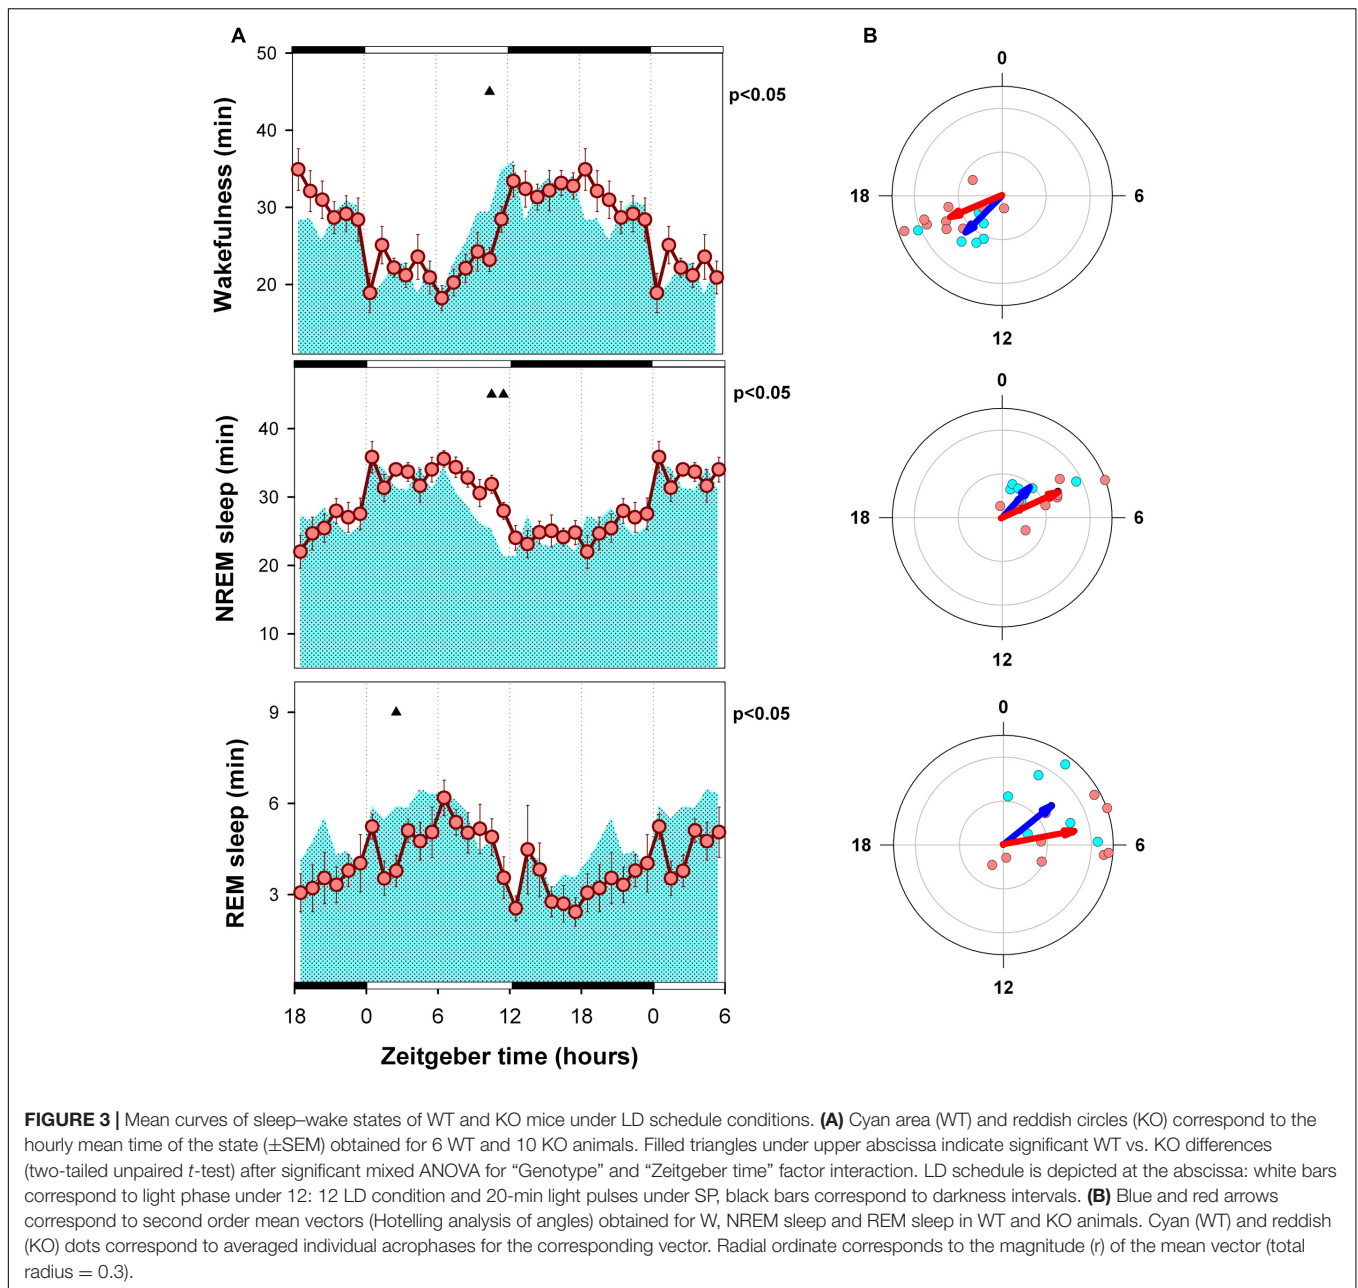 A
B
50
40
30
20
Wakefulness (min)
p<0.05
0
18
6
12
40
30
20
10
NREM sleep (min)
p<0.05
0
18
6
12
9
6
3
REM sleep (min)
p<0.05
0
18
6
12
18 0 6 12 18 0 6
Zeitgeber time (hours)
FIGURE 3 | Mean curves of sleep–wake states of WT and KO mice under LD schedule conditions. (A) Cyan area (WT) and reddish circles (KO) correspond to the
hourly mean time of the state (±SEM) obtained for 6 WT and 10 KO animals. Filled triangles under upper abscissa indicate significant WT vs. KO differences
(two-tailed unpaired t-test) after significant mixed ANOVA for “Genotype” and “Zeitgeber time” factor interaction. LD schedule is depicted at the abscissa: white bars
correspond to light phase under 12: 12 LD condition and 20-min light pulses under SP, black bars correspond to darkness intervals. (B) Blue and red arrows
correspond to second order mean vectors (Hotelling analysis of angles) obtained for W, NREM sleep and REM sleep in WT and KO animals. Cyan (WT) and reddish
(KO) dots correspond to averaged individual acrophases for the corresponding vector. Radial ordinate corresponds to the magnitude (r) of the mean vector (total
radius = 0.3).